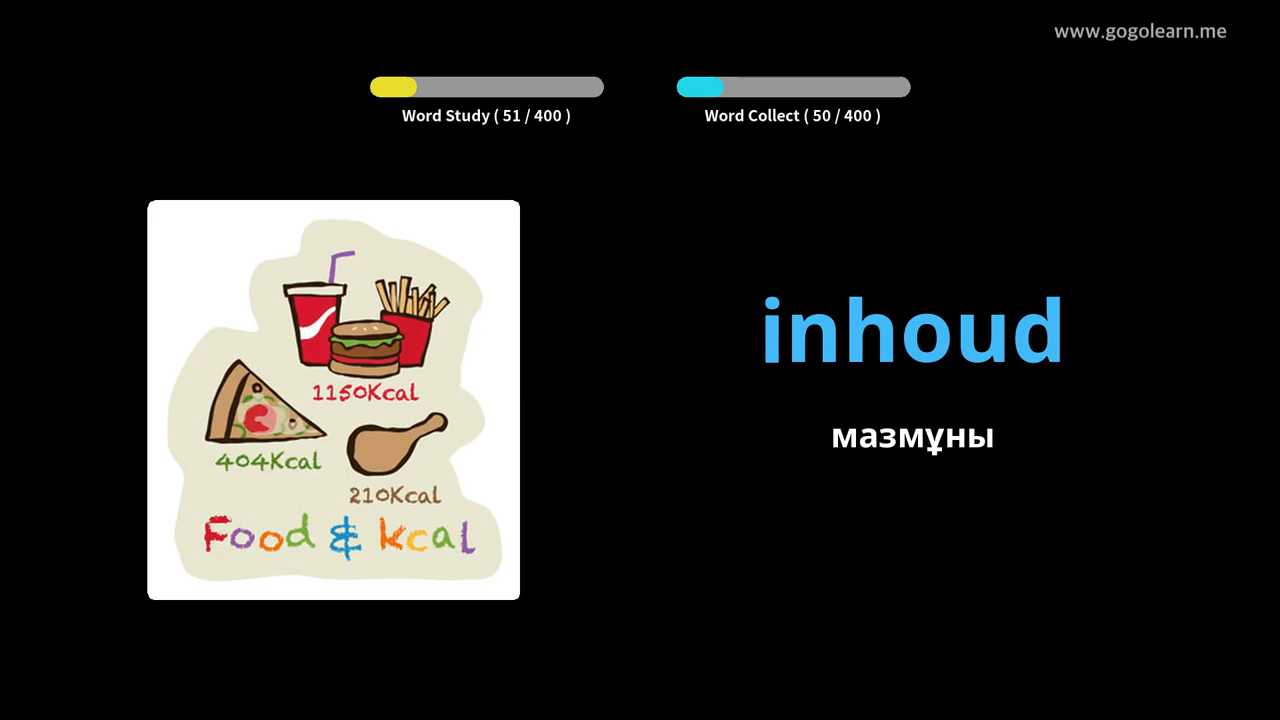 www.gogolearn.me
Word Study ( 51 / 400 )
Word Collect ( 50 / 400 )
1150Kcal
404Kcal
210Kcal
Food & kcal
inhoud
мазмұны